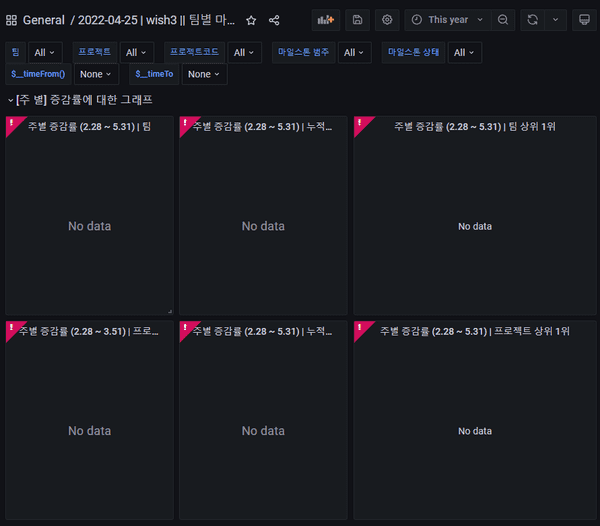 General / 2022-04-25 | wish3 || 팀별 마...
This year
팀 All 프로젝트 All 프로젝트코드 All 마일스톤 범주 All 마일스톤 상태 All
$__timeFrom() None $__timeTo None
[주 별] 증감률에 대한 그래프
주별 증감률 (2.28 ~ 5.31) | 팀
주별 증감률 (2.28 ~ 5.31) | 누적...
주별 증감률 (2.28 ~ 5.31) | 팀 상위 1위
No data
No data
No data
주별 증감률 (2.28 ~ 3.51) | 프로...
주별 증감률 (2.28 ~ 5.31) | 누적...
주별 증감률 (2.28 ~ 5.31) | 프로젝트 상위 1위
No data
No data
No data